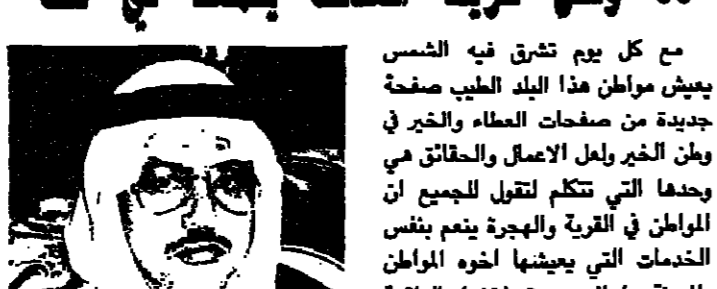 مع كل يوم تشرق فيه الشمس
يعيش مواطن هذا البلد الطيب صفحة
جديدة من صفحات العطاء والخير في
وطن الخير ولعل الاعمال والحقائق هي
وحدها التي تتكلم لتقول للجميع ان
المواطن في القرية والهجرة ينعم بنفس
الخدمات التي يعيشها اخوه المواطن